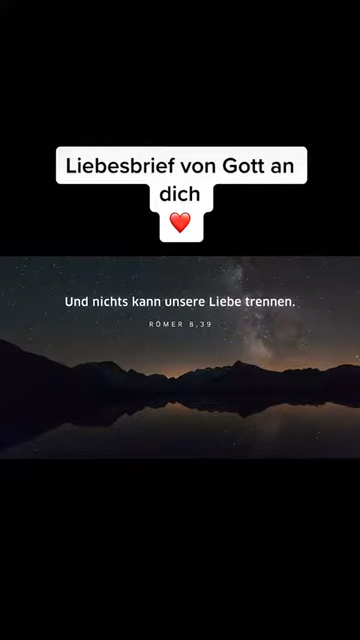 Liebesbrief von Gott an
dich
❤️
Und nichts kann unsere Liebe trennen.
RÖMER 8,39